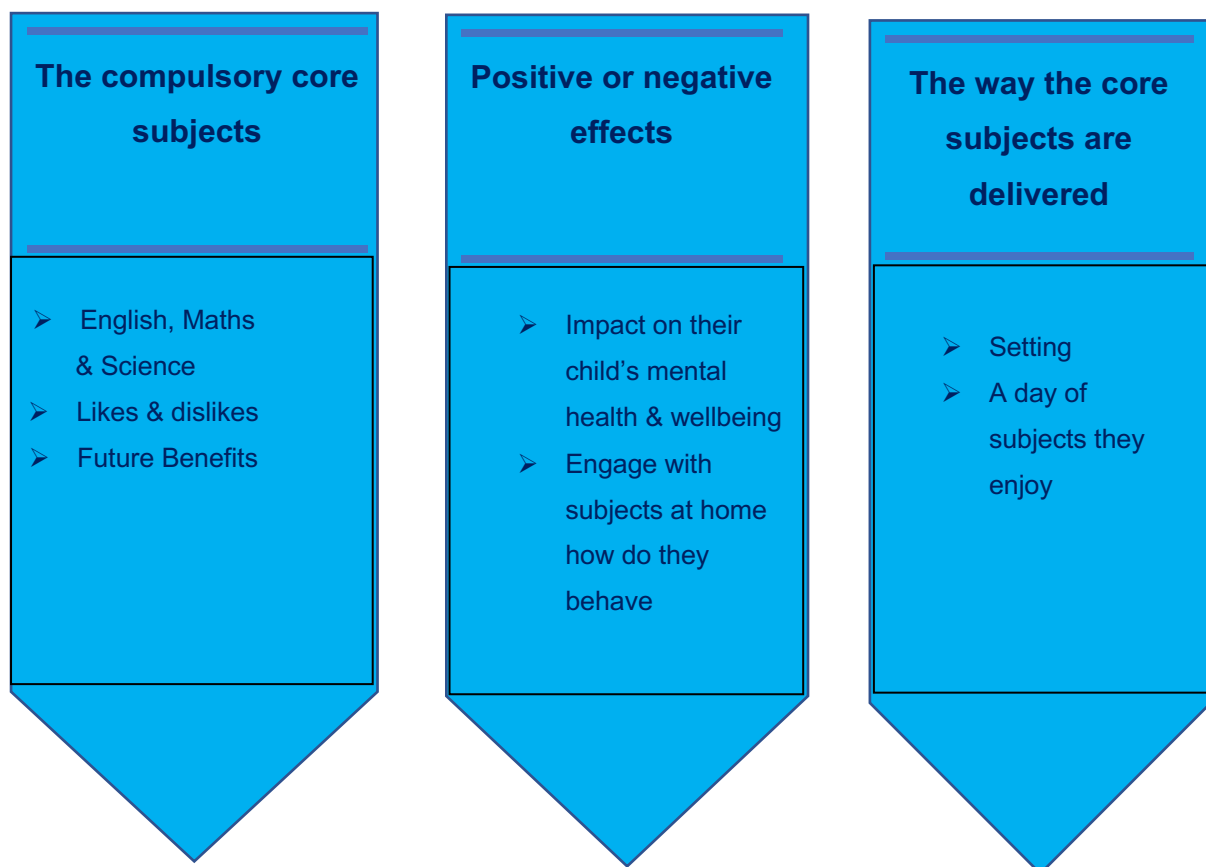 The compulsory core
subjects
➢ English, Maths
& Science
➢ Likes & dislikes
➢ Future Benefits
Positive or negative
effects
➢ Impact on their
child’s mental
health & wellbeing
➢ Engage with
subjects at home
how do they
behave
The way the core
subjects are
delivered
➢ Setting
➢ A day of
subjects they
enjoy